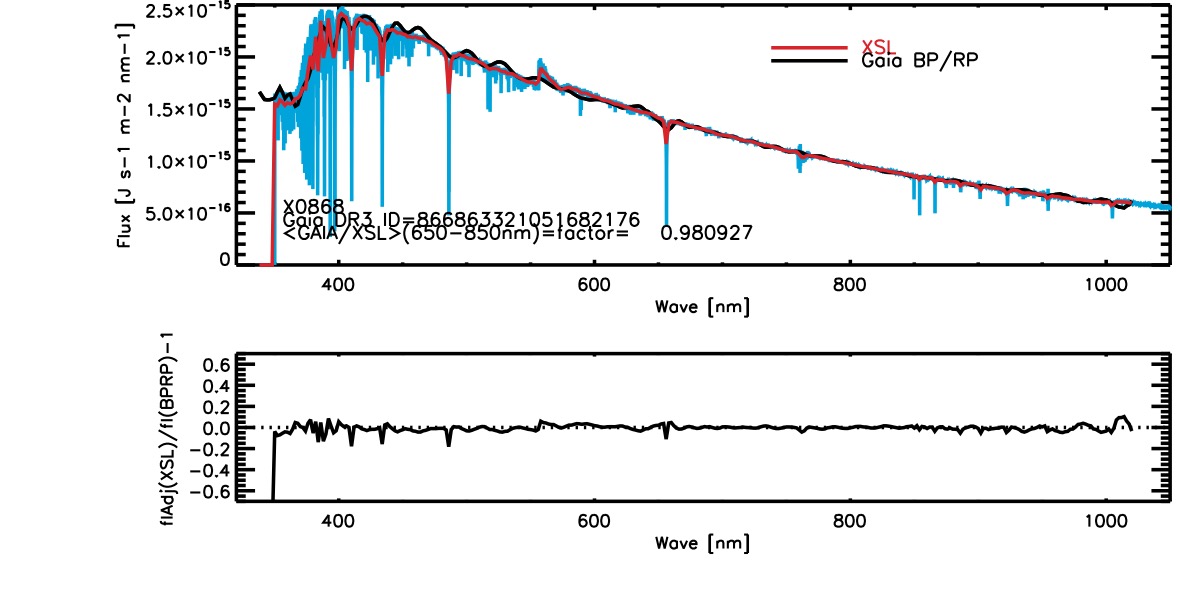 2.5×10⁻¹⁵
2.0×10⁻¹⁵
1.5×10⁻¹⁵
1.0×10⁻¹⁵
5.0×10⁻¹⁶
0
Flux [J s−1 m−2 nm−1]
XSL
Gaia BP/RP
X0868
Gaia DR3 ID=866863321051682176
<GAIA/XSL>(650−850nm)=factor= 0.980927
400 600 800 1000
Wave [nm]
0.6
0.4
0.2
0.0
−0.2
−0.4
−0.6
flAdj(XSL)/fl(BPRP)−1
400 600 800 1000
Wave [nm]